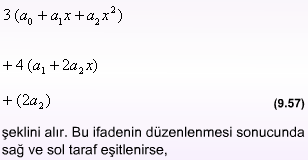 3 (a₀ + a₁x + a₂x²)
+ 4 (a₁ + 2a₂x)
+ (2a₂) (9.57)
şeklini alır. Bu ifadenin düzenlenmesi sonucunda
sağ ve sol taraf eşitlenirse,